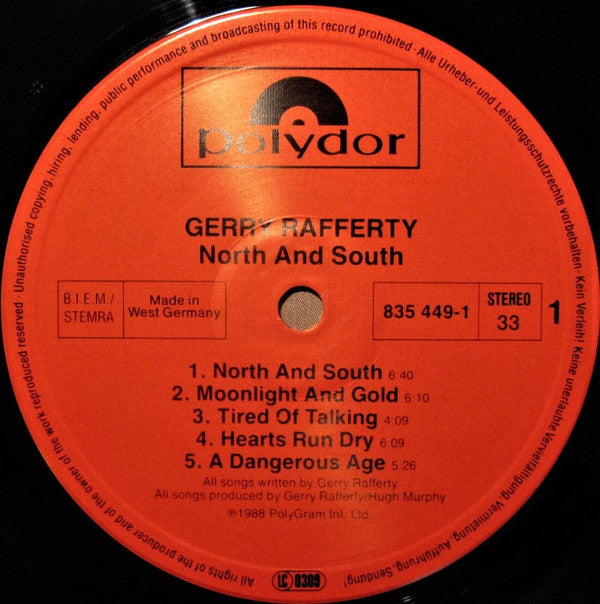 All rights of the producer and of the owner of the work reproduced reserved · Unauthorised copying, hiring, lending, public performance and broadcasting of this record prohibited · Alle Urheber- und Leistungsschutzrechte vorbehalten. Kein Verleih! Keine unerlaubte Vervielfältigung, Vermietung, Aufführung, Sendung!
polydor
GERRY RAFFERTY
North And South
B.I.E.M./
STEMRA
Made in
West Germany
835 449-1
STEREO
33
1
1. North And South 6:40
2. Moonlight And Gold 6:10
3. Tired Of Talking 4:09
4. Hearts Run Dry 6:09
5. A Dangerous Age 5:26
All songs written by Gerry Rafferty
All songs produced by Gerry Rafferty/Hugh Murphy
℗1988 PolyGram Int. Ltd.
LC 0309